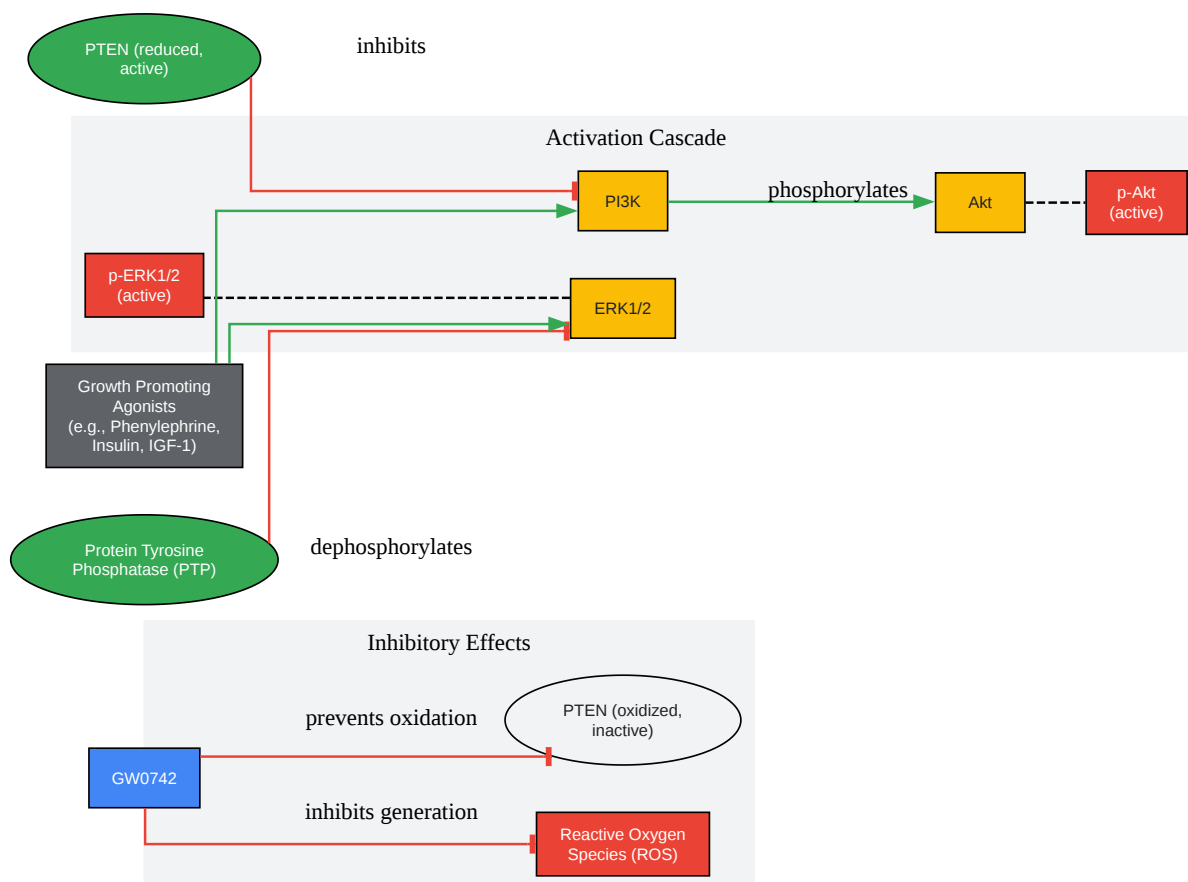 PTEN (reduced,
active)
inhibits
Activation Cascade
PI3K
phosphorylates
Akt
p-Akt
(active)
p-ERK1/2
(active)
ERK1/2
Growth Promoting
Agonists
(e.g., Phenylephrine,
Insulin, IGF-1)
Protein Tyrosine
Phosphatase (PTP)
dephosphorylates
Inhibitory Effects
prevents oxidation
PTEN (oxidized,
inactive)
GW0742
inhibits generation
Reactive Oxygen
Species (ROS)